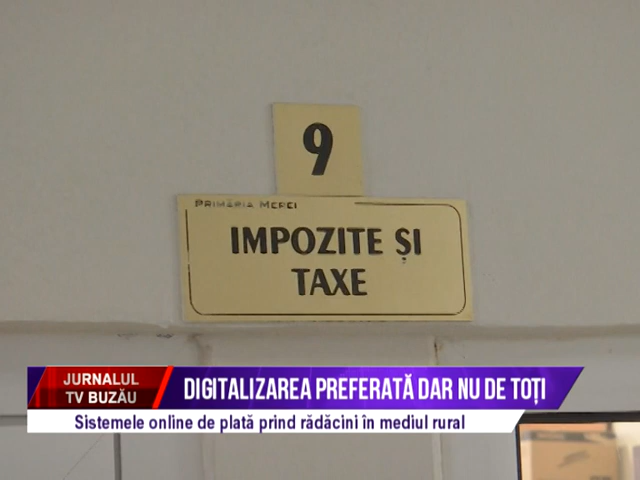 9
PRIMĂRIA MEREI
IMPOZITE ȘI
TAXE
JURNALUL
TV BUZĂU
DIGITALIZAREA PREFERATĂ DAR NU DE TOȚI
Sistemele online de plată prind rădăcini în mediul rural